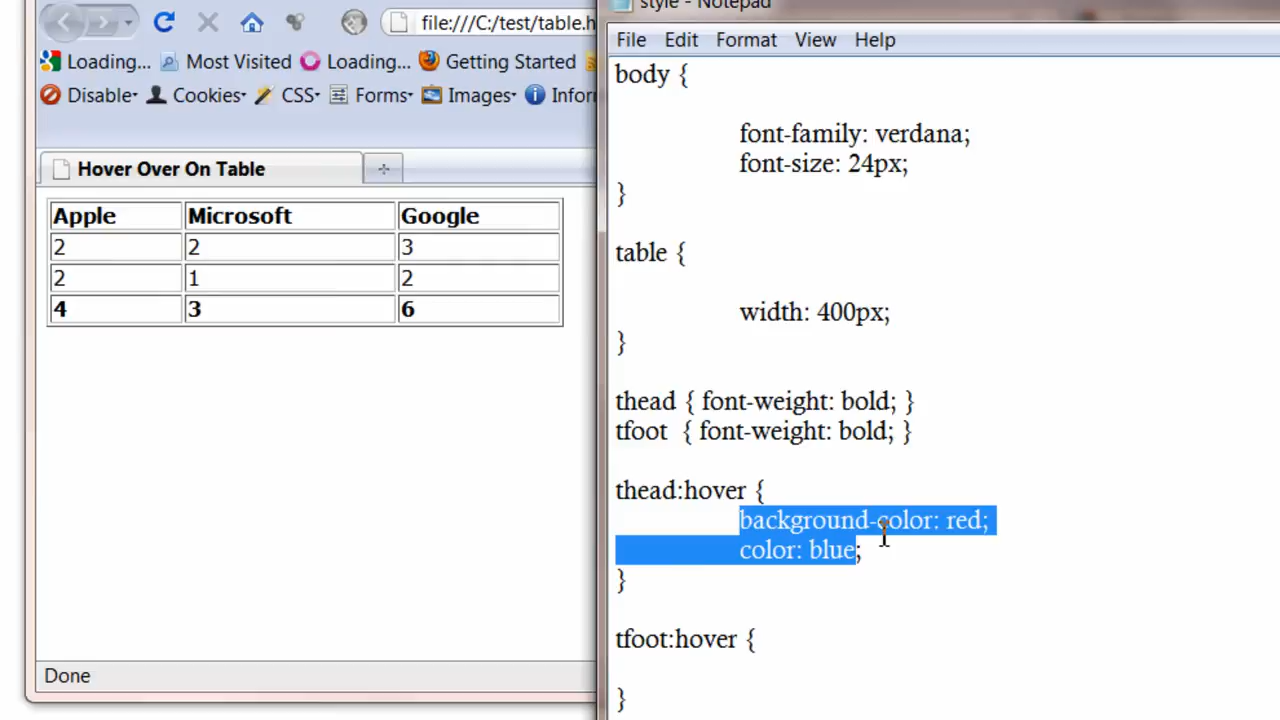 file:///C:/test/table.h
Loading... Most Visited Loading... Getting Started
Disable Cookies CSS Forms Images Infor
Hover Over On Table
Apple Microsoft Google
2 2 3
2 1 2
4 3 6
Done
style - Notepad
File Edit Format View Help
body {
font-family: verdana;
font-size: 24px;
}
table {
width: 400px;
}
thead { font-weight: bold; }
tfoot { font-weight: bold; }
thead:hover {
background-color: red;
color: blue;
}
tfoot:hover {
}